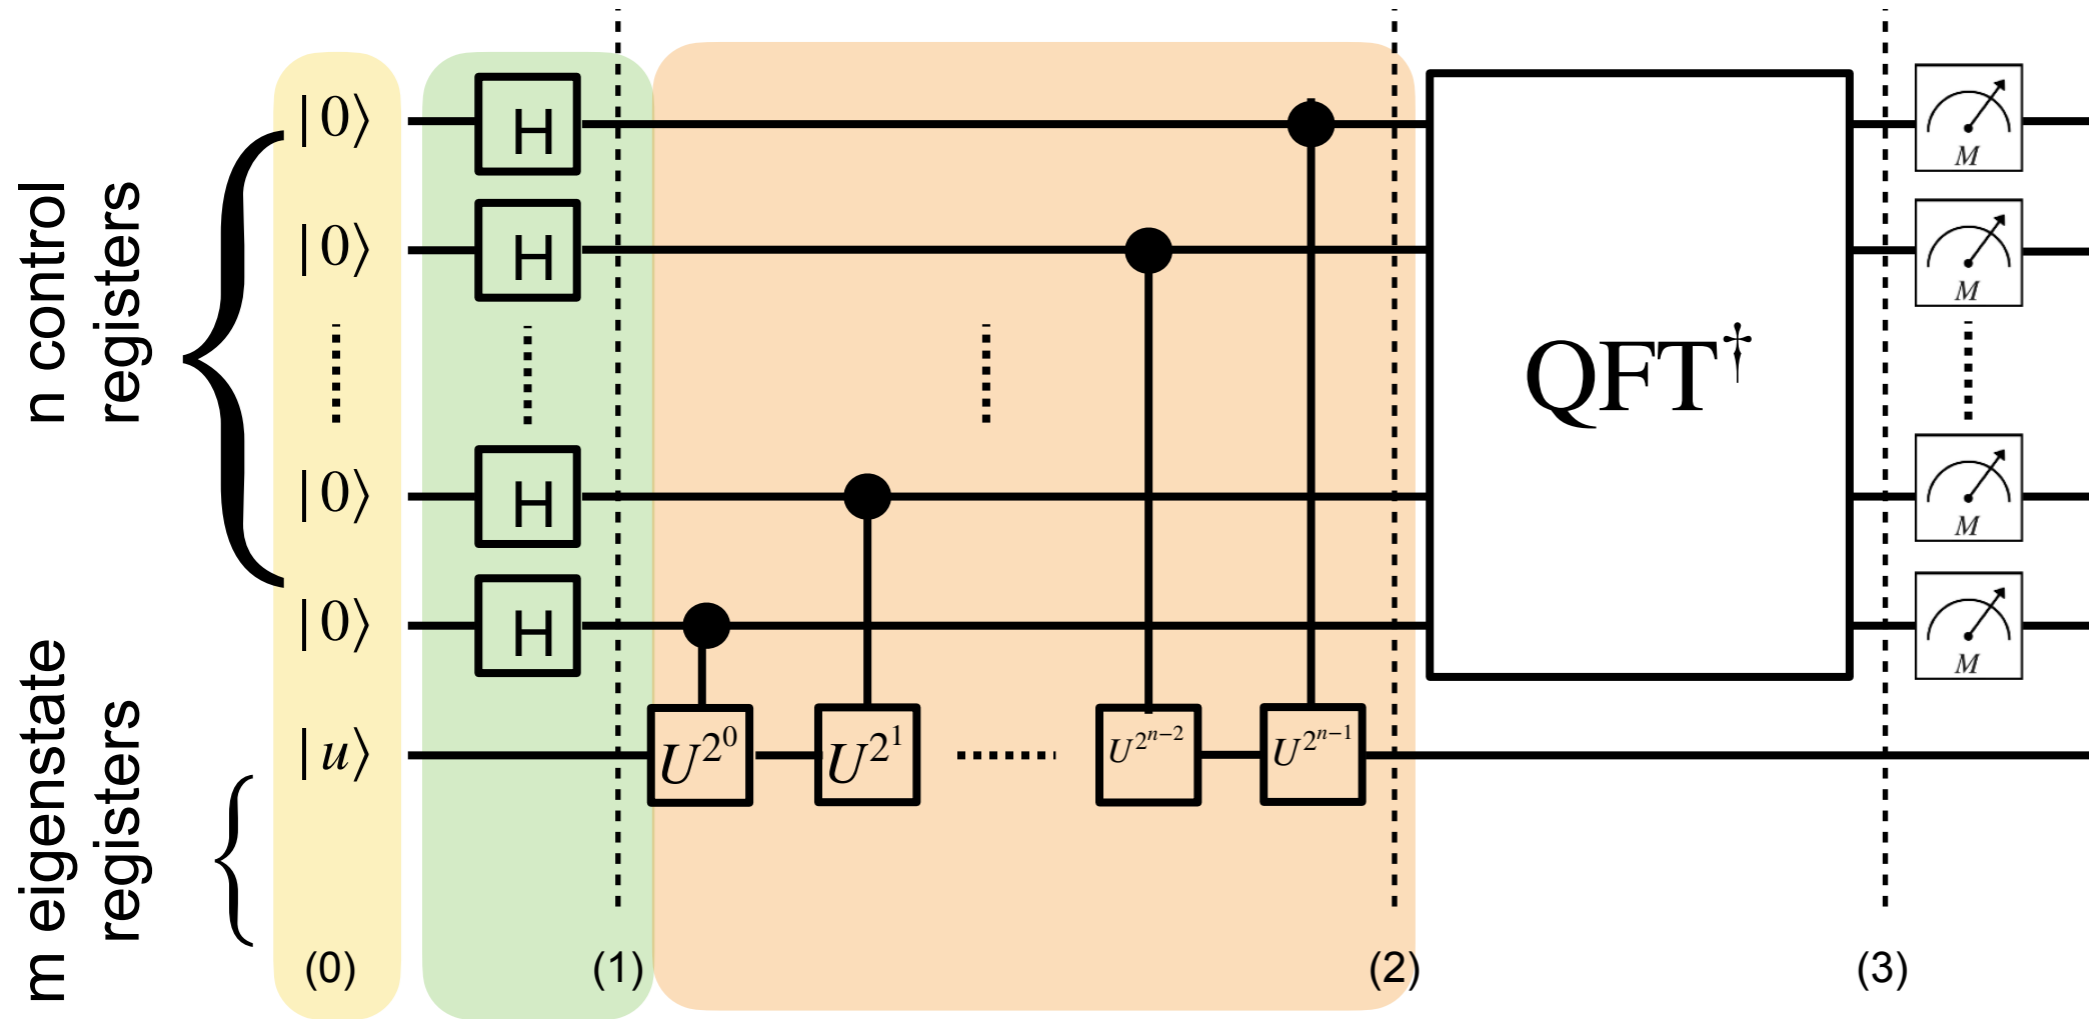 n control
registers
m eigenstate
registers
|0⟩
|0⟩
|0⟩
|0⟩
|u⟩
H
H
H
H
U^{2^0}
U^{2^1}
U^{2^{n−2}}
U^{2^{n−1}}
QFT†
M
M
M
M
(0)
(1)
(2)
(3)